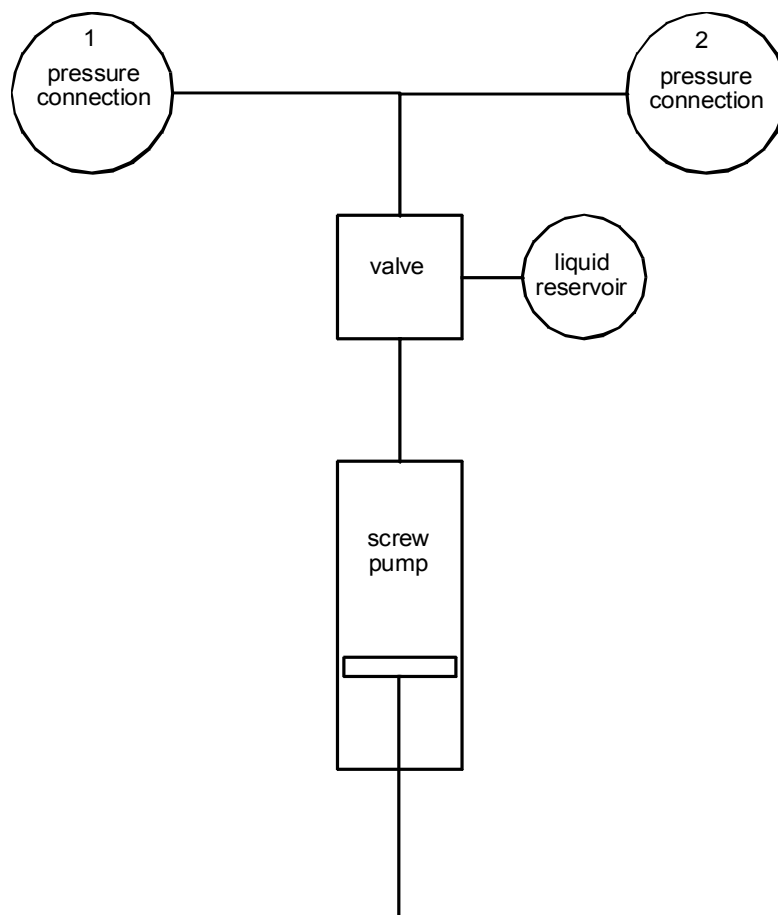 1
pressure
connection
2
pressure
connection
valve
liquid
reservoir
screw
pump